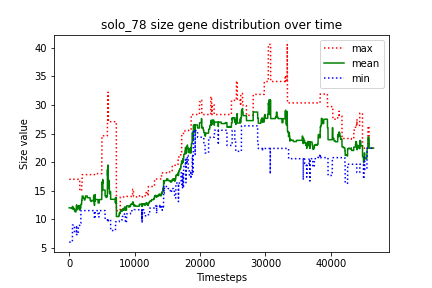 solo_78 size gene distribution over time
Size value
40
35
30
25
20
15
10
5
max
mean
min
0
10000
20000
30000
40000
Timesteps